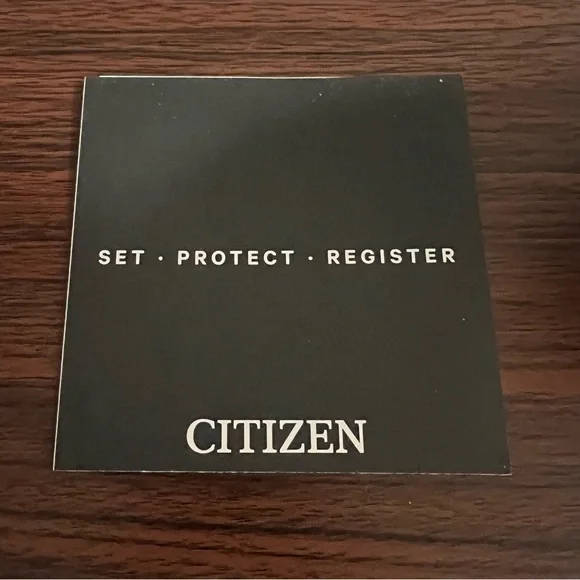 SET · PROTECT · REGISTER
CITIZEN